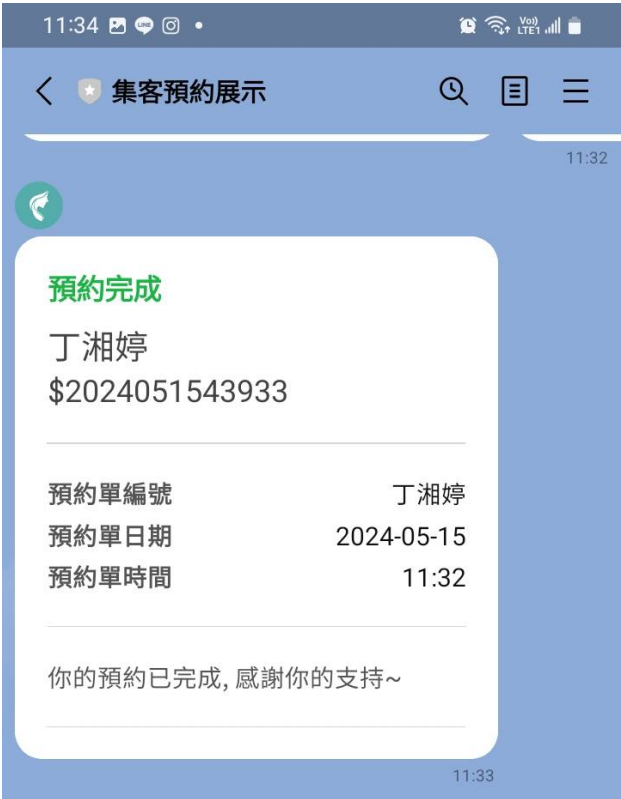 11:34
集客預約展示
11:32
預約完成
丁湘婷
$2024051543933
預約單編號 丁湘婷
預約單日期 2024-05-15
預約單時間 11:32
你的預約已完成, 感謝你的支持~
11:33